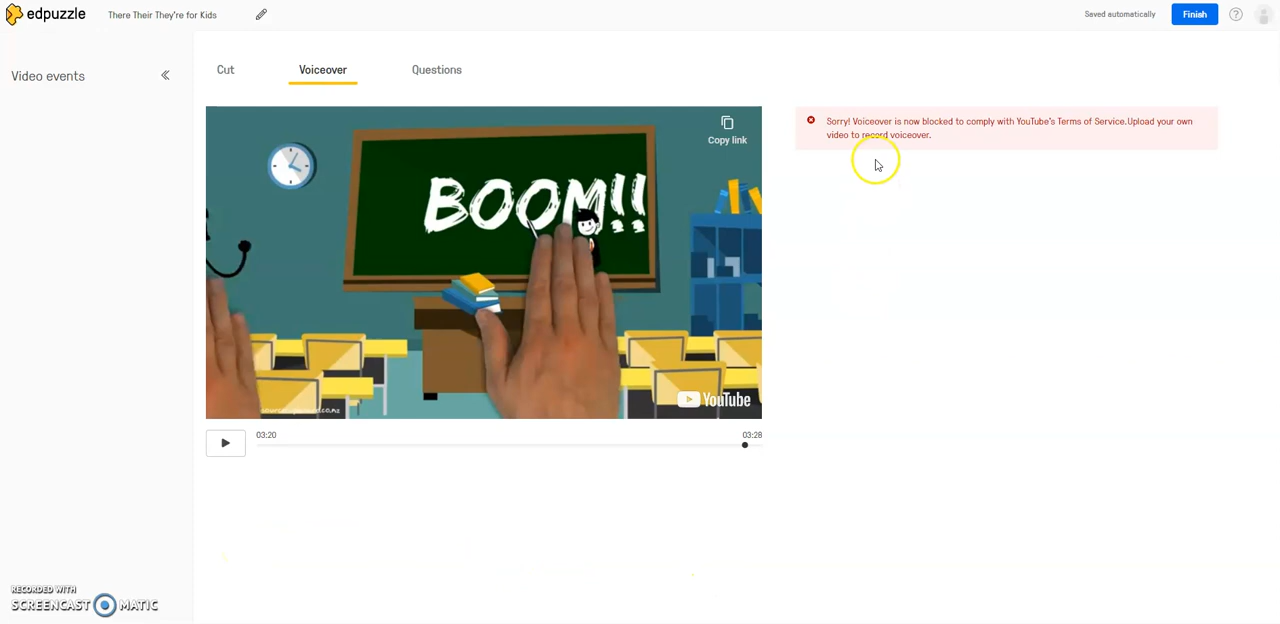 edpuzzle
There Their They're for Kids
Saved automatically
Finish
?
Video events
Cut
Voiceover
Questions
Copy link
BOOM!!
YouTube
Sorry! Voiceover is now blocked to comply with YouTube's Terms of Service.Upload your own
video to record voiceover.
03:20
03:28
RECORDED WITH
SCREENCAST MATIC